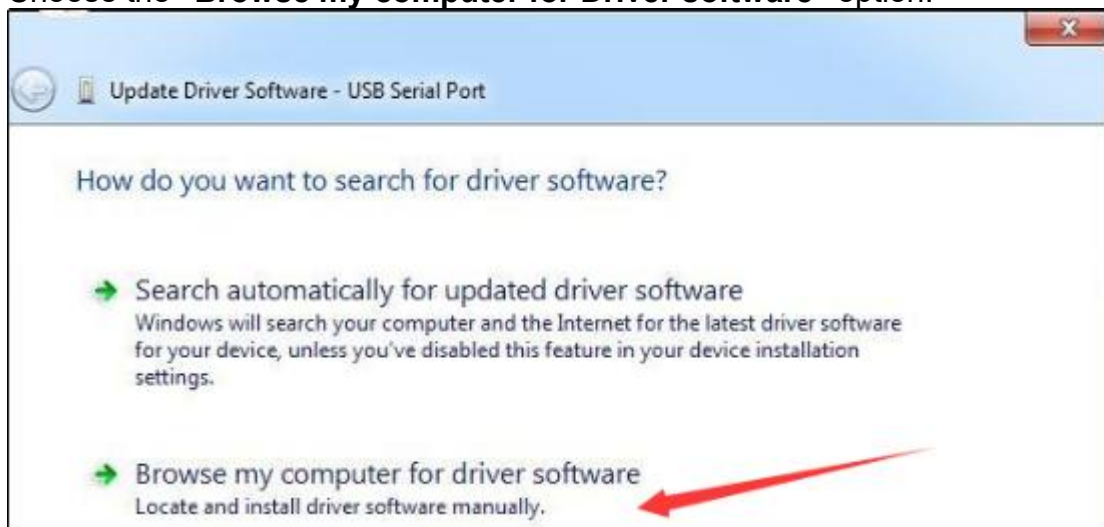 Choose the "Browse my computer for Driver software" option.
Update Driver Software - USB Serial Port
How do you want to search for driver software?
Search automatically for updated driver software
Windows will search your computer and the Internet for the latest driver software
for your device, unless you've disabled this feature in your device installation
settings.
Browse my computer for driver software
Locate and install driver software manually.